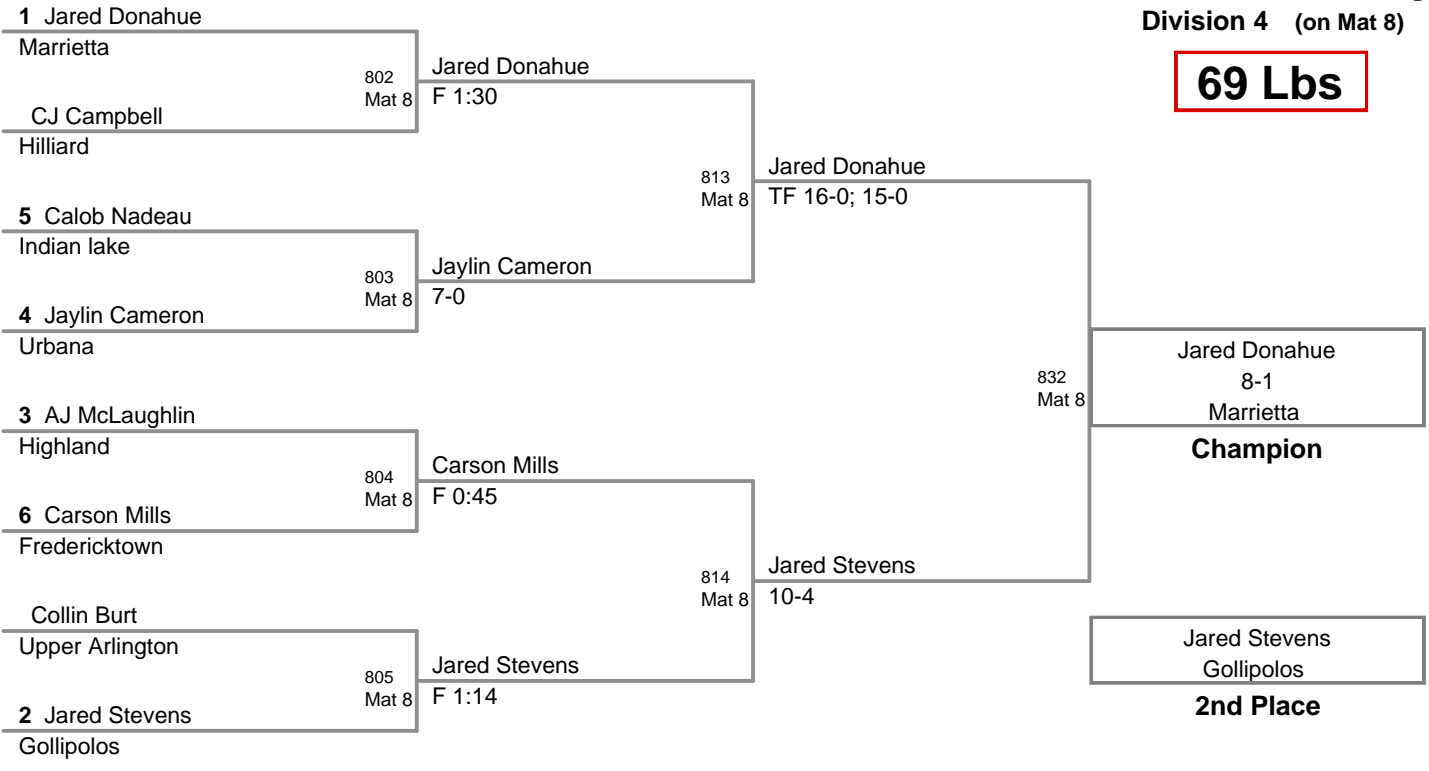 Division 4 (on Mat 8)
69 Lbs
1 Jared Donahue
Marrietta
802
Mat 8
Jared Donahue
F 1:30
CJ Campbell
Hilliard
813
Mat 8
Jared Donahue
TF 16-0; 15-0
5 Calob Nadeau
Indian lake
803
Mat 8
Jaylin Cameron
7-0
4 Jaylin Cameron
Urbana
832
Mat 8
Jared Donahue
8-1
Marrietta
Champion
3 AJ McLaughlin
Highland
804
Mat 8
Carson Mills
F 0:45
6 Carson Mills
Fredericktown
814
Mat 8
Jared Stevens
10-4
Collin Burt
Upper Arlington
805
Mat 8
Jared Stevens
F 1:14
2 Jared Stevens
Gollipolos
Jared Stevens
Gollipolos
2nd Place